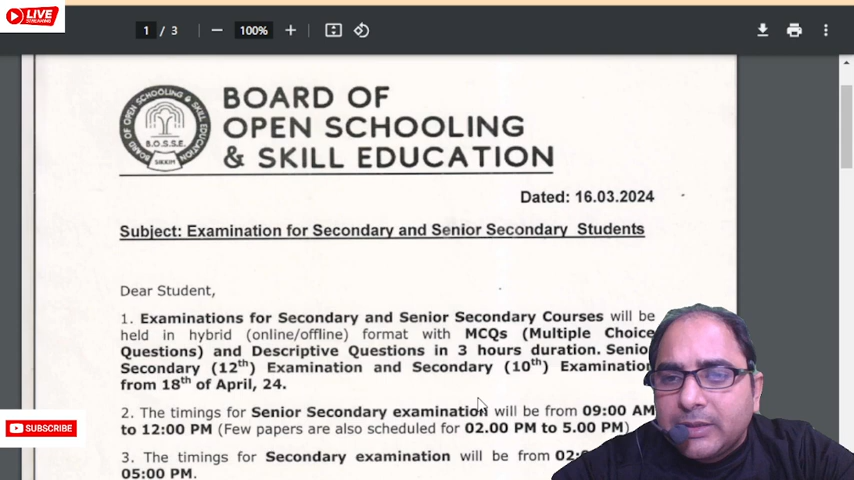 LIVE
STREAMING
1 / 3
100%
BOARD OF OPEN SCHOOLING & SKILL EDUCATION
B.O.S.S.E.
SIKKIM
BOARD OF
OPEN SCHOOLING
& SKILL EDUCATION
Dated: 16.03.2024
Subject: Examination for Secondary and Senior Secondary Students
Dear Student,
1. Examinations for Secondary and Senior Secondary Courses will be
held in hybrid (online/offline) format with MCQs (Multiple Choice
Questions) and Descriptive Questions in 3 hours duration. Senior
Secondary (12th) Examination and Secondary (10th) Examination
from 18th of April, 24.
2. The timings for Senior Secondary examination will be from 09:00 AM
to 12:00 PM (Few papers are also scheduled for 02.00 PM to 5.00 PM)
3. The timings for Secondary examination will be from
05:00 PM.
SUBSCRIBE